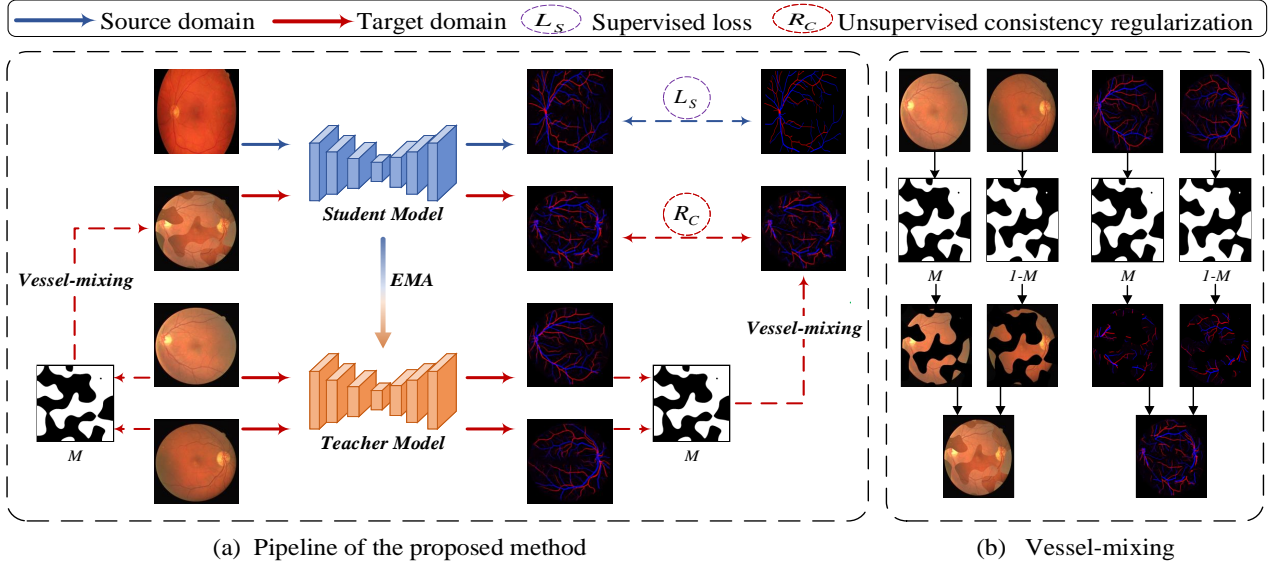 Source domain Target domain L_S Supervised loss R_C Unsupervised consistency regularization
L_S
Student Model
R_C
Vessel-mixing
EMA
Vessel-mixing
M
Teacher Model
M
M 1-M M 1-M
(a) Pipeline of the proposed method
(b) Vessel-mixing